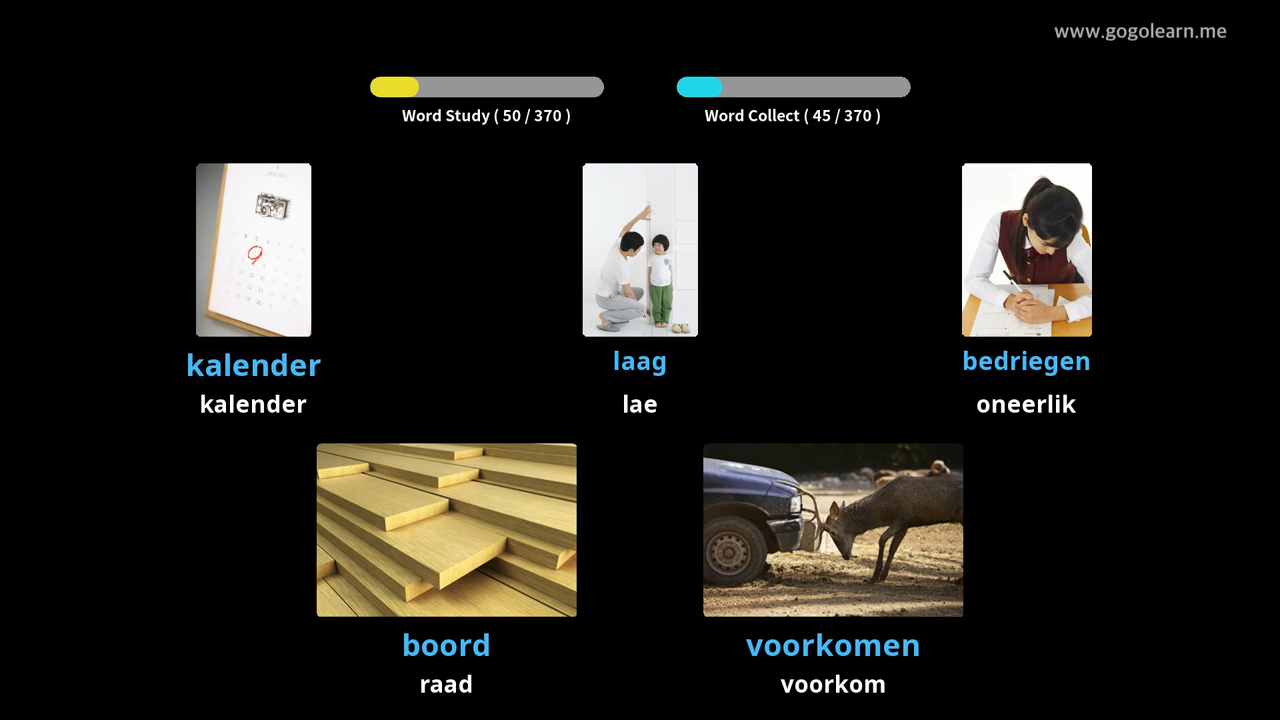 www.gogolearn.me
Word Study ( 50 / 370 )
Word Collect ( 45 / 370 )
kalender
kalender
laag
lae
bedriegen
oneerlik
boord
raad
voorkomen
voorkom